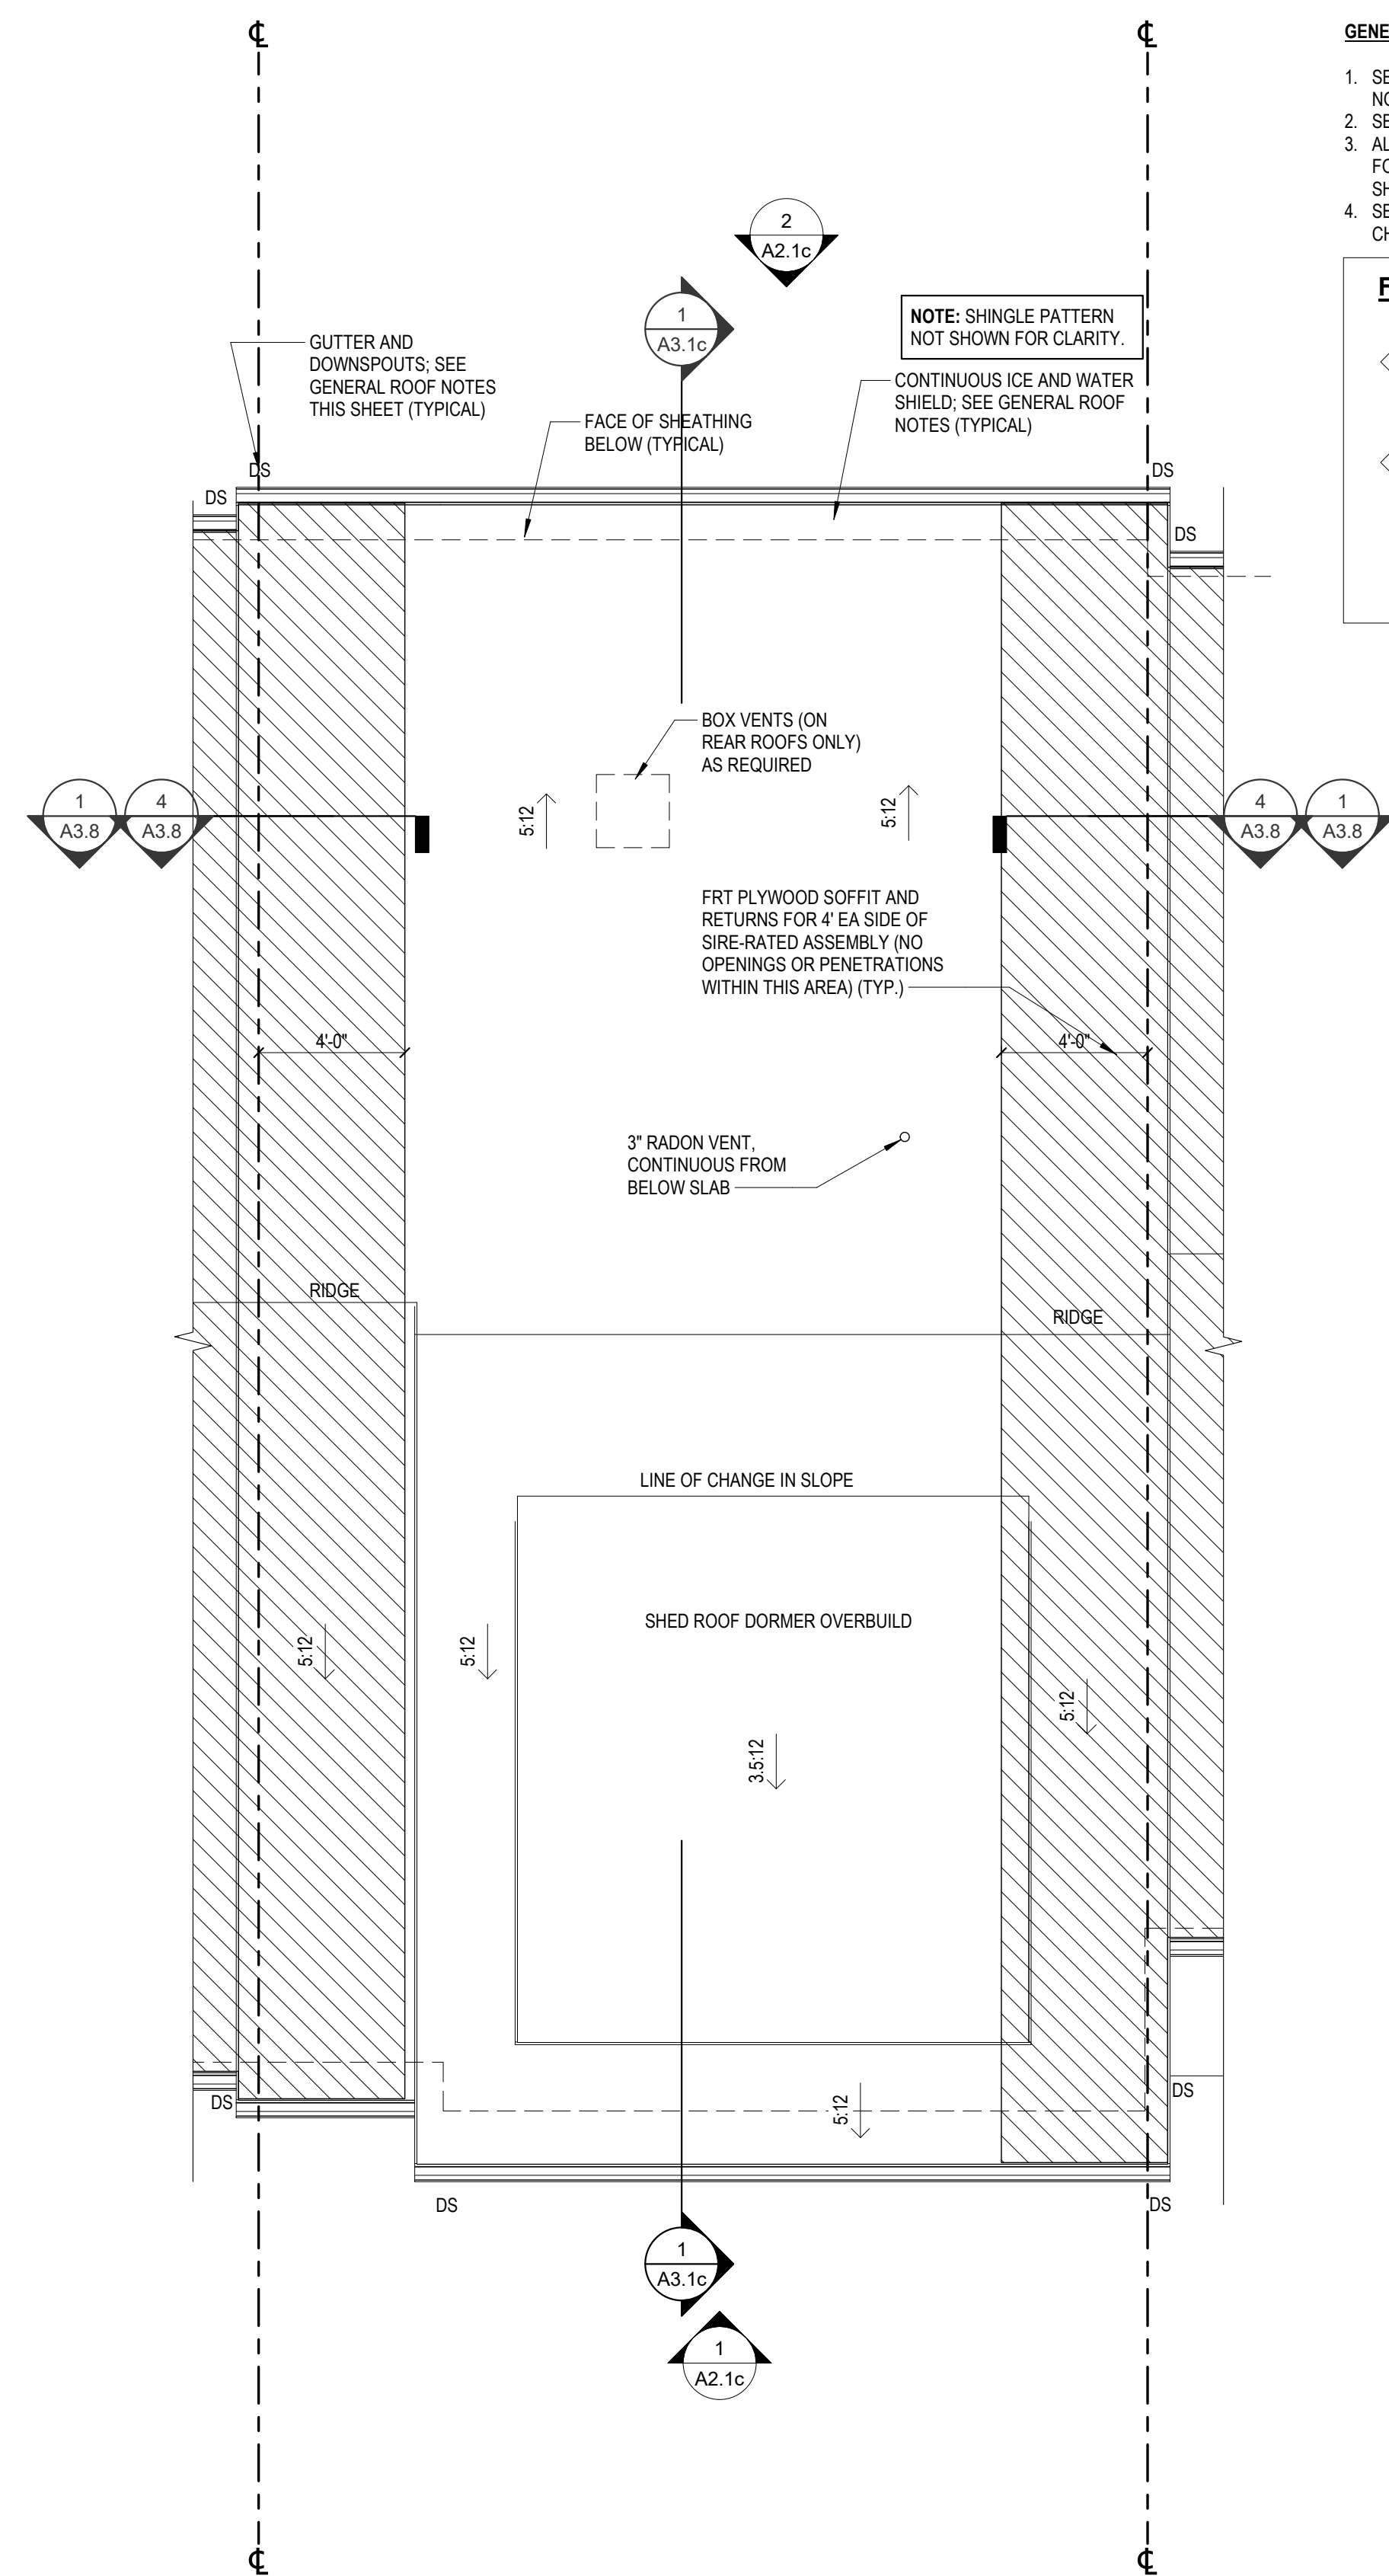 ℄
℄
GENE
1. SE
NO
2. SE
3. AL
FO
SH
4. SE
CH
F
2
A2.1c
1
A3.1c
NOTE: SHINGLE PATTERN
NOT SHOWN FOR CLARITY.
GUTTER AND
DOWNSPOUTS; SEE
GENERAL ROOF NOTES
THIS SHEET (TYPICAL)
CONTINUOUS ICE AND WATER
SHIELD; SEE GENERAL ROOF
NOTES (TYPICAL)
FACE OF SHEATHING
BELOW (TYPICAL)
DS
DS
DS
DS
BOX VENTS (ON
REAR ROOFS ONLY)
AS REQUIRED
1
A3.8
4
A3.8
5:12
5:12
4
A3.8
1
A3.8
FRT PLYWOOD SOFFIT AND
RETURNS FOR 4' EA SIDE OF
SIRE-RATED ASSEMBLY (NO
OPENINGS OR PENETRATIONS
WITHIN THIS AREA) (TYP.)
4'-0"
4'-0"
3" RADON VENT,
CONTINUOUS FROM
BELOW SLAB
RIDGE
RIDGE
LINE OF CHANGE IN SLOPE
SHED ROOF DORMER OVERBUILD
5:12
5:12
5:12
3.5:12
DS
DS
5:12
DS
DS
1
A3.1c
1
A2.1c
℄
℄